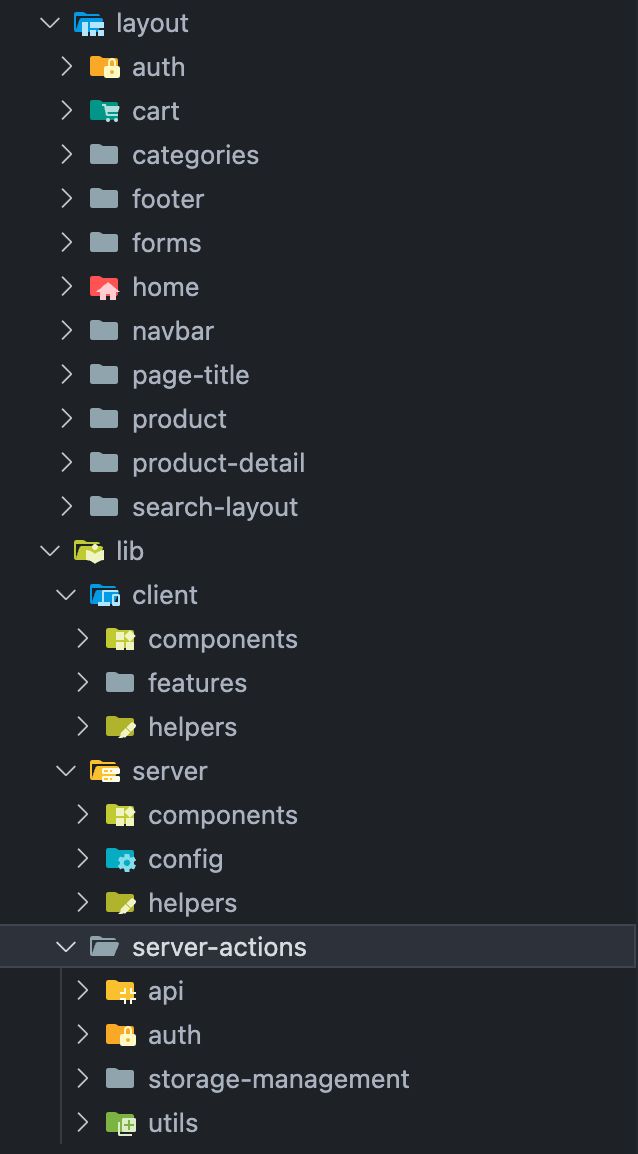 layout
auth
cart
categories
footer
forms
home
navbar
page-title
product
product-detail
search-layout
lib
client
components
features
helpers
server
components
config
helpers
server-actions
api
auth
storage-management
utils